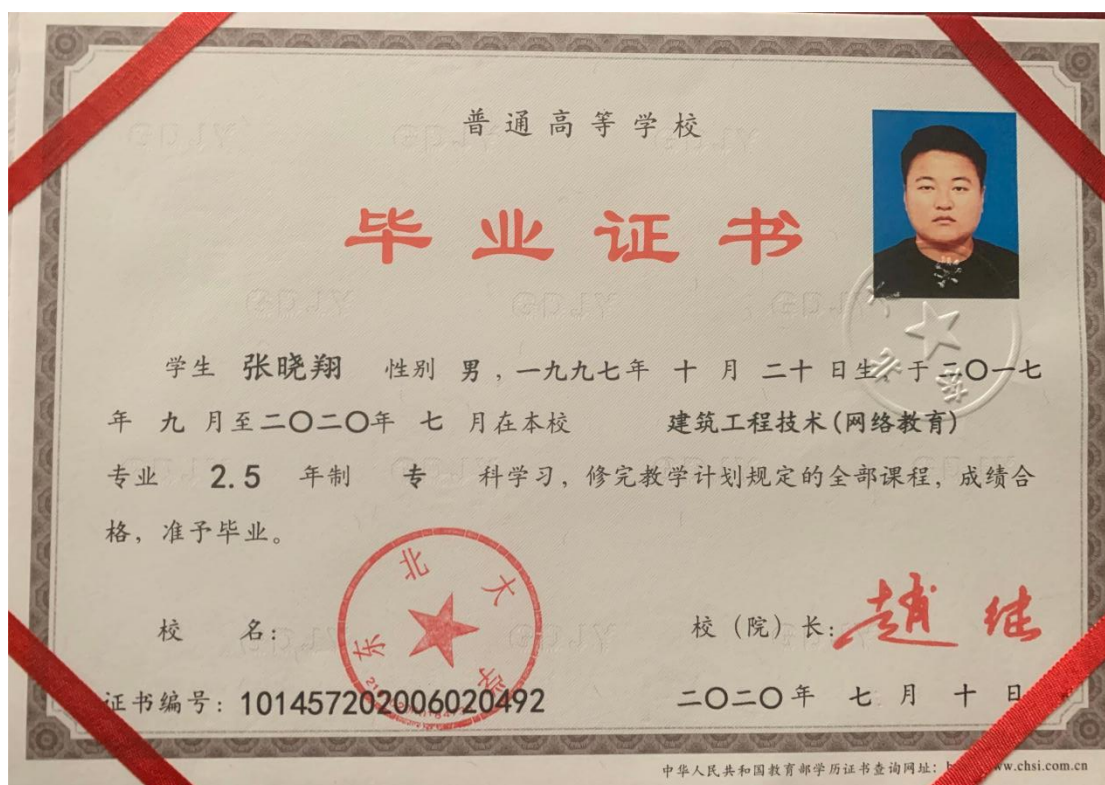 普通高等学校
毕业证书
学生 张晓翔 性别 男，一九九七年 十 月 二十 日生，于二〇一七
年 九 月至二〇二〇年 七 月在本校 建筑工程技术(网络教育)
专业 2.5 年制 专 科学习，修完教学计划规定的全部课程，成绩合
格，准予毕业。
东北大学
校 名： 校（院）长：赵继
证书编号：101457202006020492 二〇二〇年 七 月 十 日
中华人民共和国教育部学历证书查询网址：www.chsi.com.cn